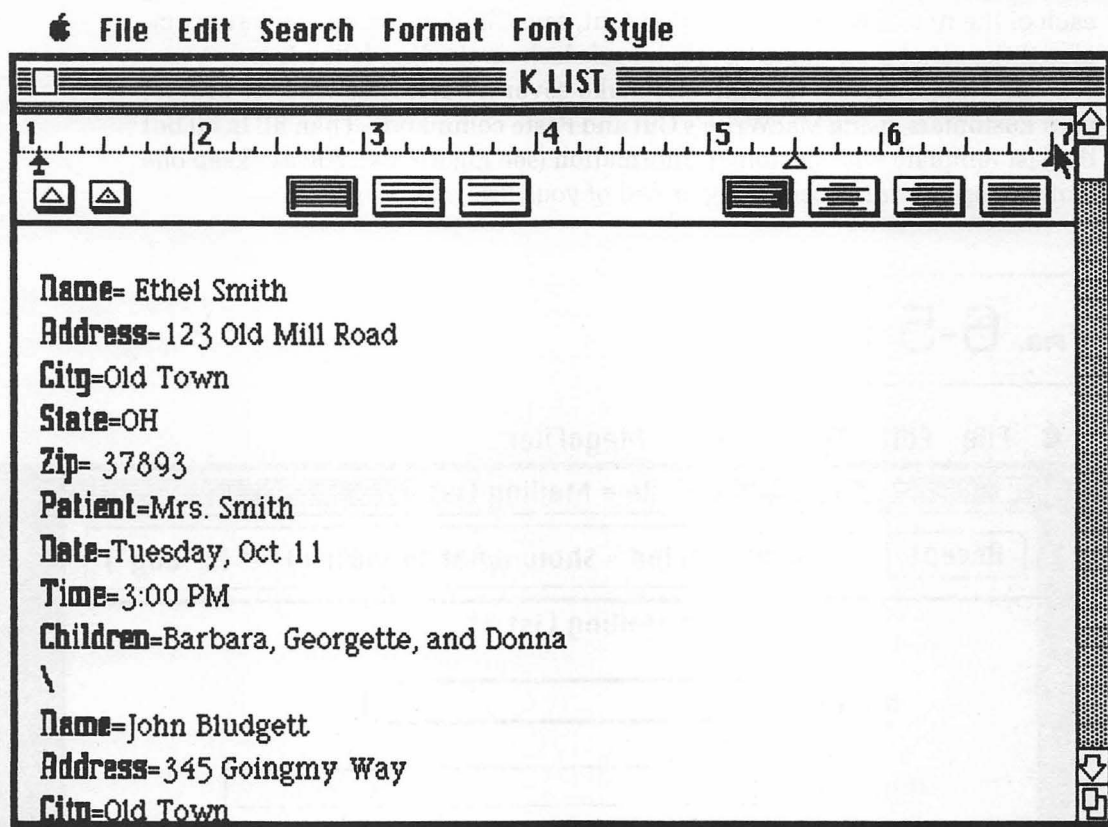 File Edit Search Format Font Style
K LIST
1 2 3 4 5 6 7
Name= Ethel Smith
Address=123 Old Mill Road
City=Old Town
State=OH
Zip= 37893
Patient=Mrs. Smith
Date=Tuesday, Oct 11
Time=3:00 PM
Children=Barbara, Georgette, and Donna
\
Name=John Bludgett
Address=345 Goingmy Way
City=Old Town